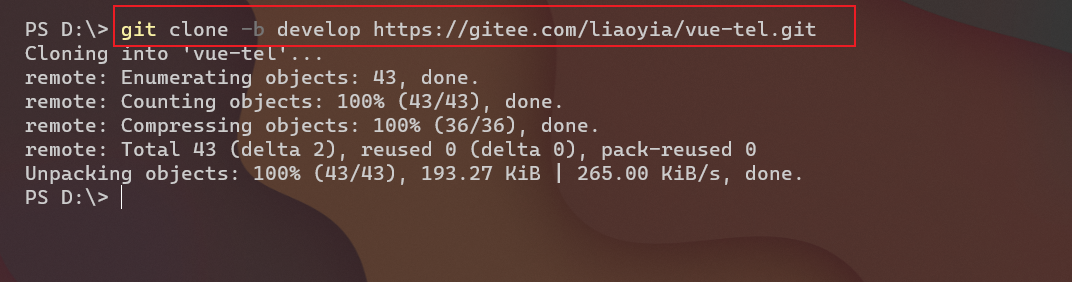 PS D:\> git clone -b develop https://gitee.com/liaoyia/vue-tel.git
Cloning into 'vue-tel'...
remote: Enumerating objects: 43, done.
remote: Counting objects: 100% (43/43), done.
remote: Compressing objects: 100% (36/36), done.
remote: Total 43 (delta 2), reused 0 (delta 0), pack-reused 0
Unpacking objects: 100% (43/43), 193.27 KiB | 265.00 KiB/s, done.
PS D:\>